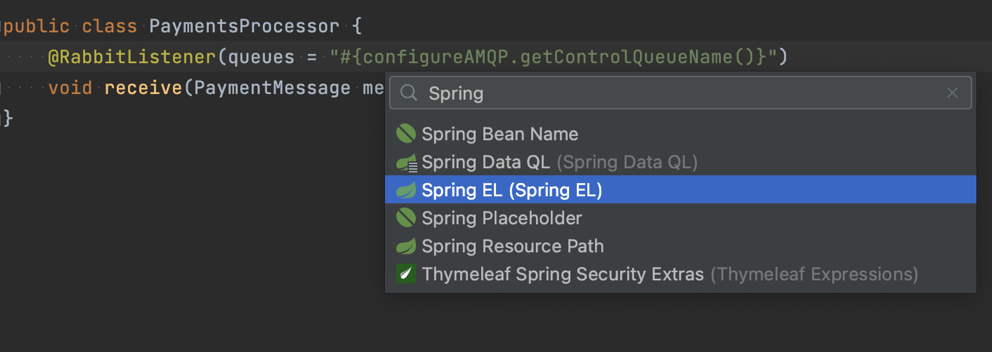 public class PaymentsProcessor {
@RabbitListener(queues = "#{configureAMQP.getControlQueueName()}")
void receive(PaymentMessage me
}
Spring
Spring Bean Name
Spring Data QL (Spring Data QL)
Spring EL (Spring EL)
Spring Placeholder
Spring Resource Path
Thymeleaf Spring Security Extras (Thymeleaf Expressions)